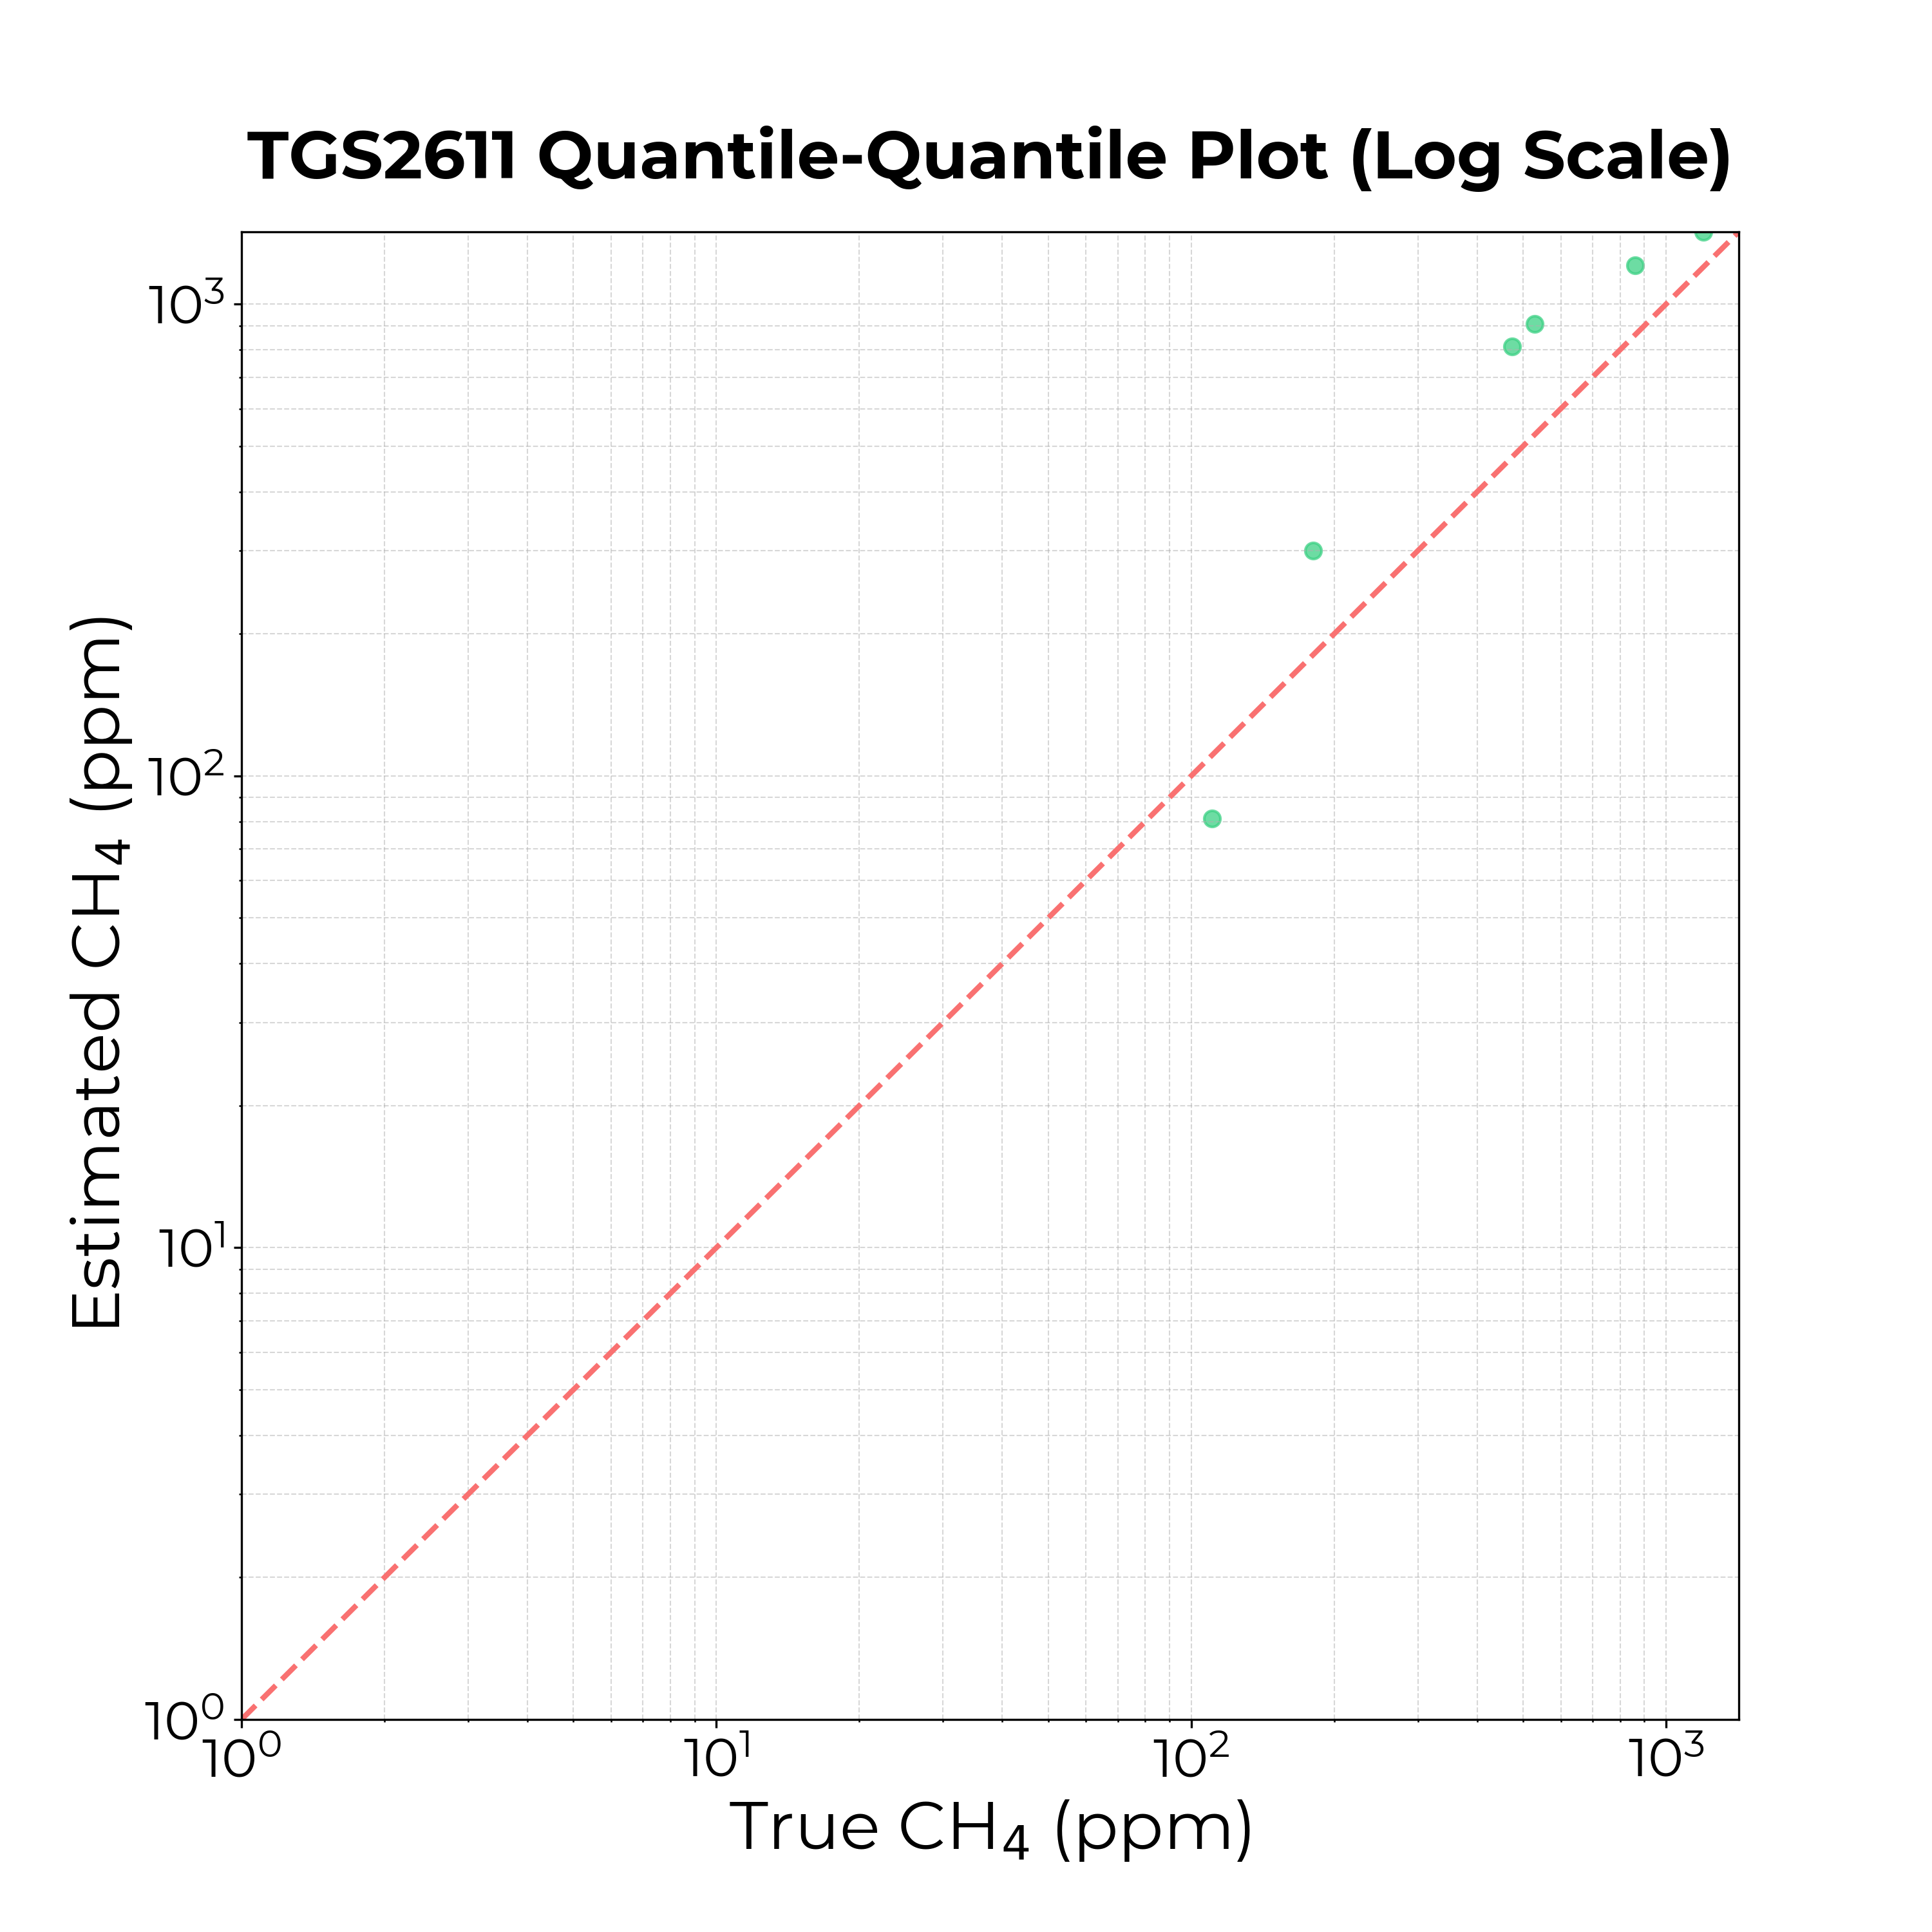 TGS2611 Quantile-Quantile Plot (Log Scale)
Estimated CH₄ (ppm)
10³
10²
10¹
10⁰
10⁰ 10¹ 10² 10³
True CH₄ (ppm)